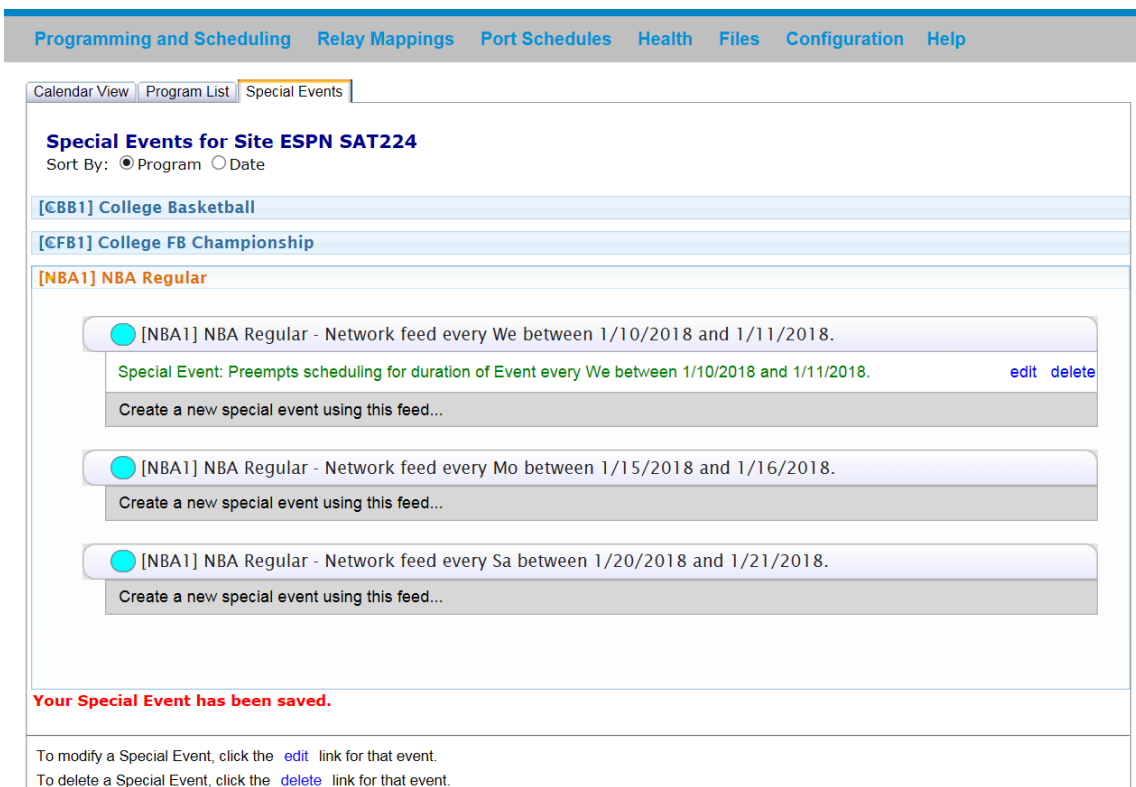 Programming and Scheduling Relay Mappings Port Schedules Health Files Configuration Help
Calendar View Program List Special Events
Special Events for Site ESPN SAT224
Sort By: Program Date
[CBB1] College Basketball
[CFB1] College FB Championship
[NBA1] NBA Regular
[NBA1] NBA Regular - Network feed every We between 1/10/2018 and 1/11/2018.
Special Event: Preempts scheduling for duration of Event every We between 1/10/2018 and 1/11/2018. edit delete
Create a new special event using this feed...
[NBA1] NBA Regular - Network feed every Mo between 1/15/2018 and 1/16/2018.
Create a new special event using this feed...
[NBA1] NBA Regular - Network feed every Sa between 1/20/2018 and 1/21/2018.
Create a new special event using this feed...
Your Special Event has been saved.
To modify a Special Event, click the edit link for that event.
To delete a Special Event, click the delete link for that event.